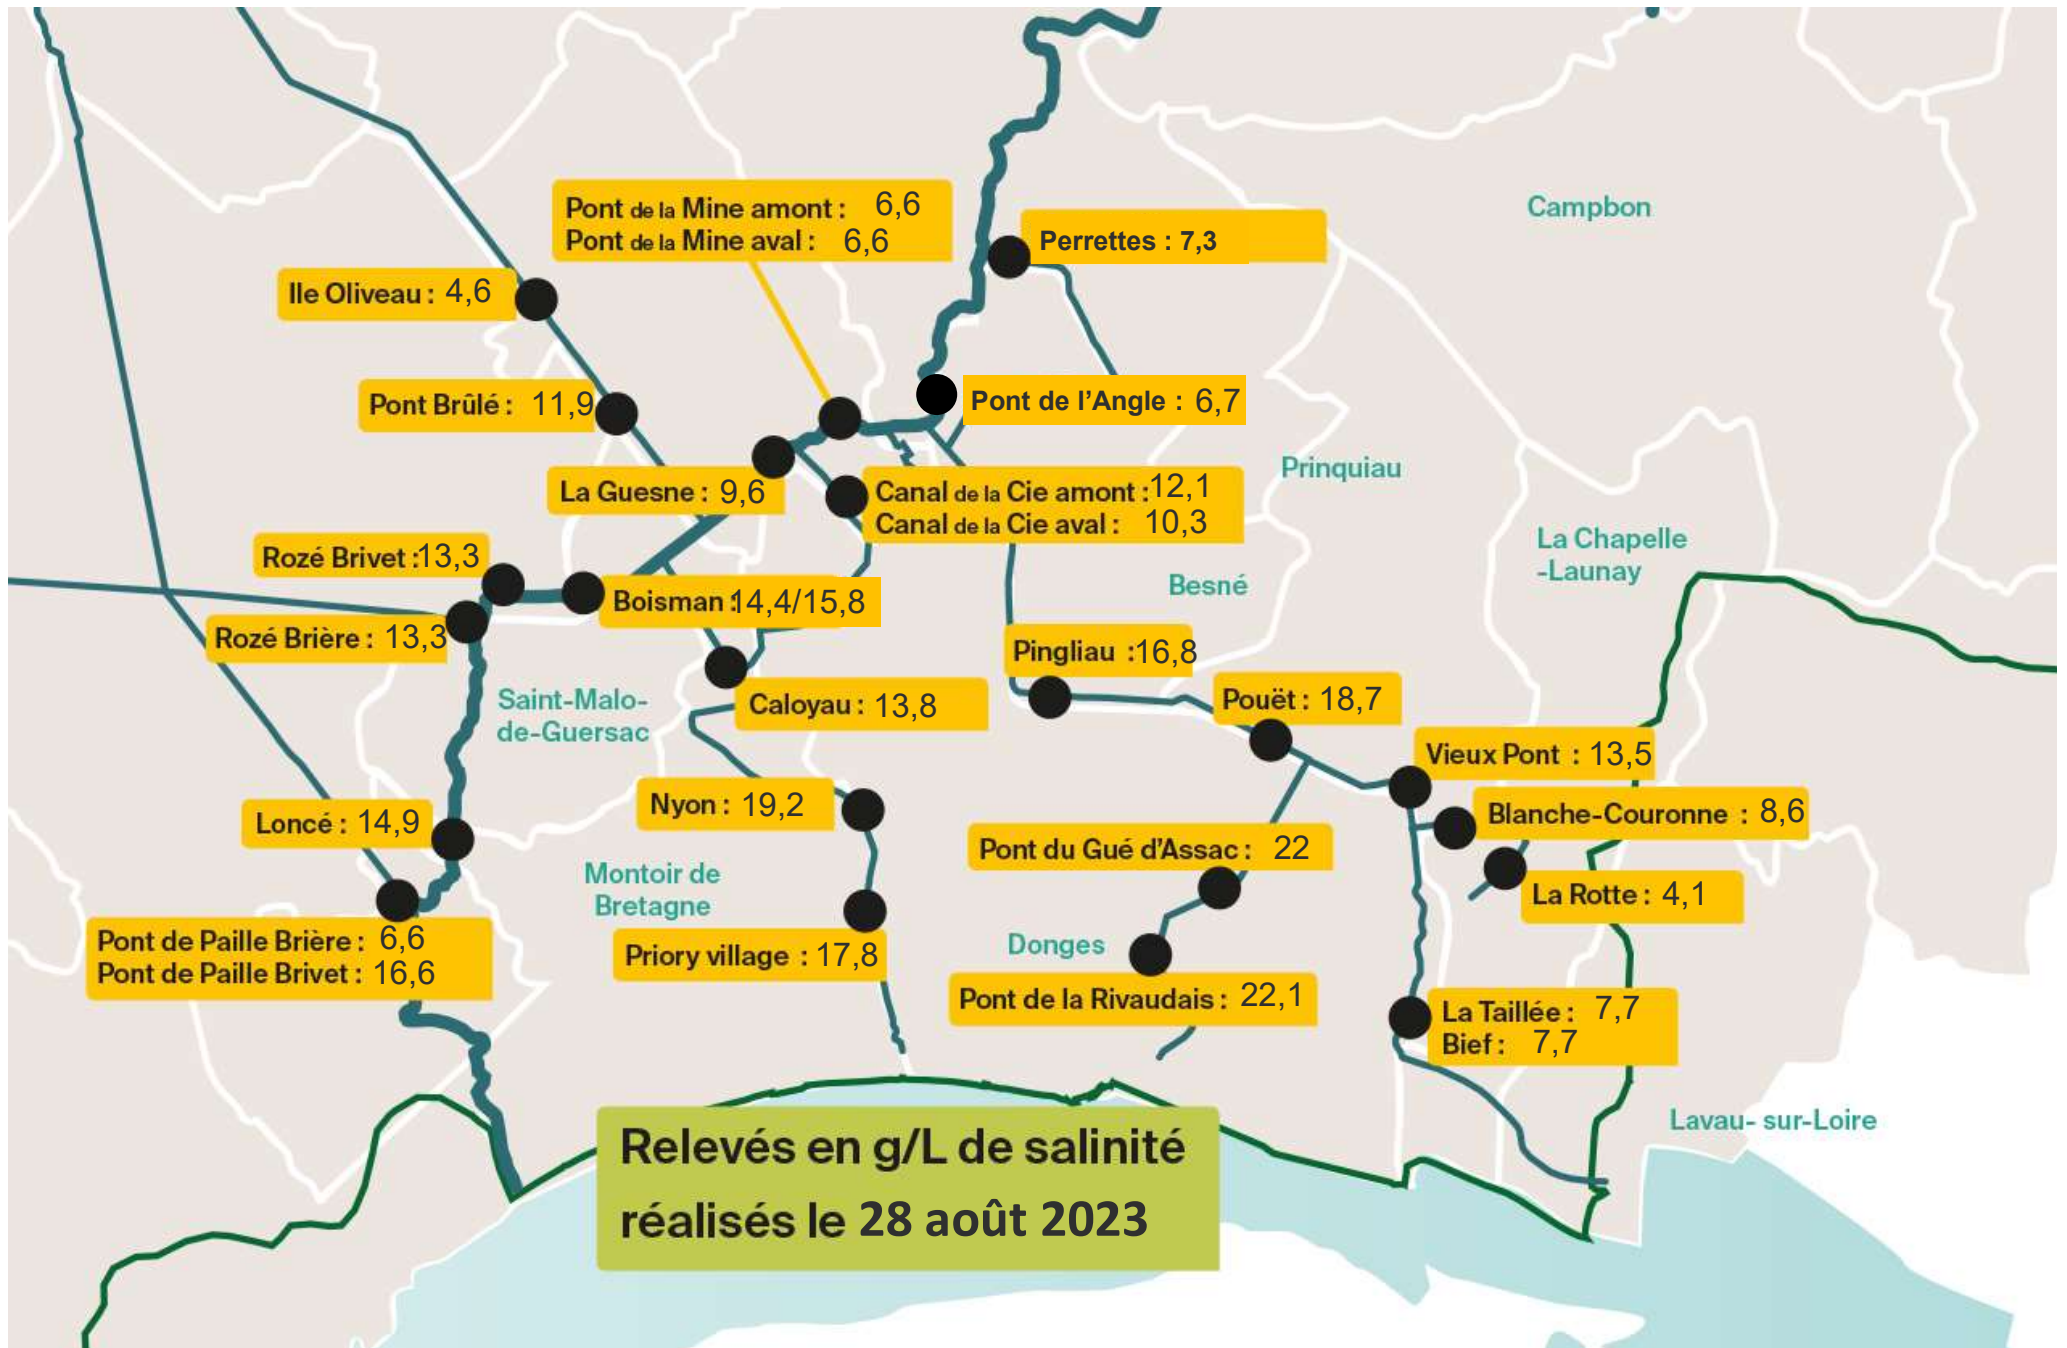 Pont de la Mine amont : 6,6
Pont de la Mine aval : 6,6
Campbon
Perrettes : 7,3
Ile Oliveau : 4,6
Pont Brûlé : 11,9
Pont de l'Angle : 6,7
Prinquiau
La Guesne : 9,6
Canal de la Cie amont : 12,1
Canal de la Cie aval : 10,3
La Chapelle
-Launay
Rozé Brivet : 13,3
Besné
Boisman : 14,4/15,8
Rozé Brière : 13,3
Pingliau : 16,8
Saint-Malo-
de-Guersac
Caloyau : 13,8
Pouët : 18,7
Vieux Pont : 13,5
Nyon : 19,2
Blanche-Couronne : 8,6
Loncé : 14,9
Pont du Gué d'Assac : 22
Montoir de
Bretagne
La Rotte : 4,1
Pont de Paille Brière : 6,6
Pont de Paille Brivet : 16,6
Donges
Priory village : 17,8
Pont de la Rivaudais : 22,1
La Taillée : 7,7
Bief : 7,7
Lavau- sur-Loire
Relevés en g/L de salinité
réalisés le 28 août 2023